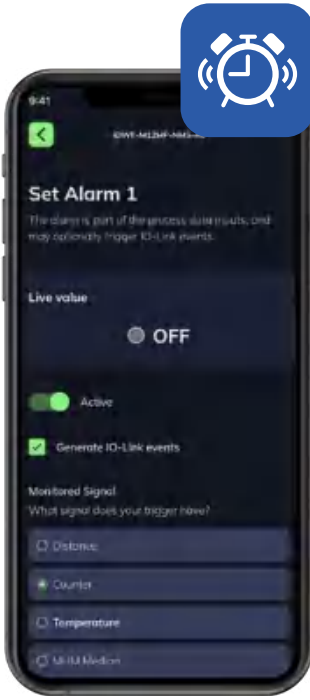 9:41
Set Alarm 1
The alarm is part of the process data inputs, and
may optionally trigger IO-Link events.
Live value
OFF
Active
Generate IO-Link events
Monitored Signal
What signal does your trigger have?
Distance
Counter
Temperature
Median